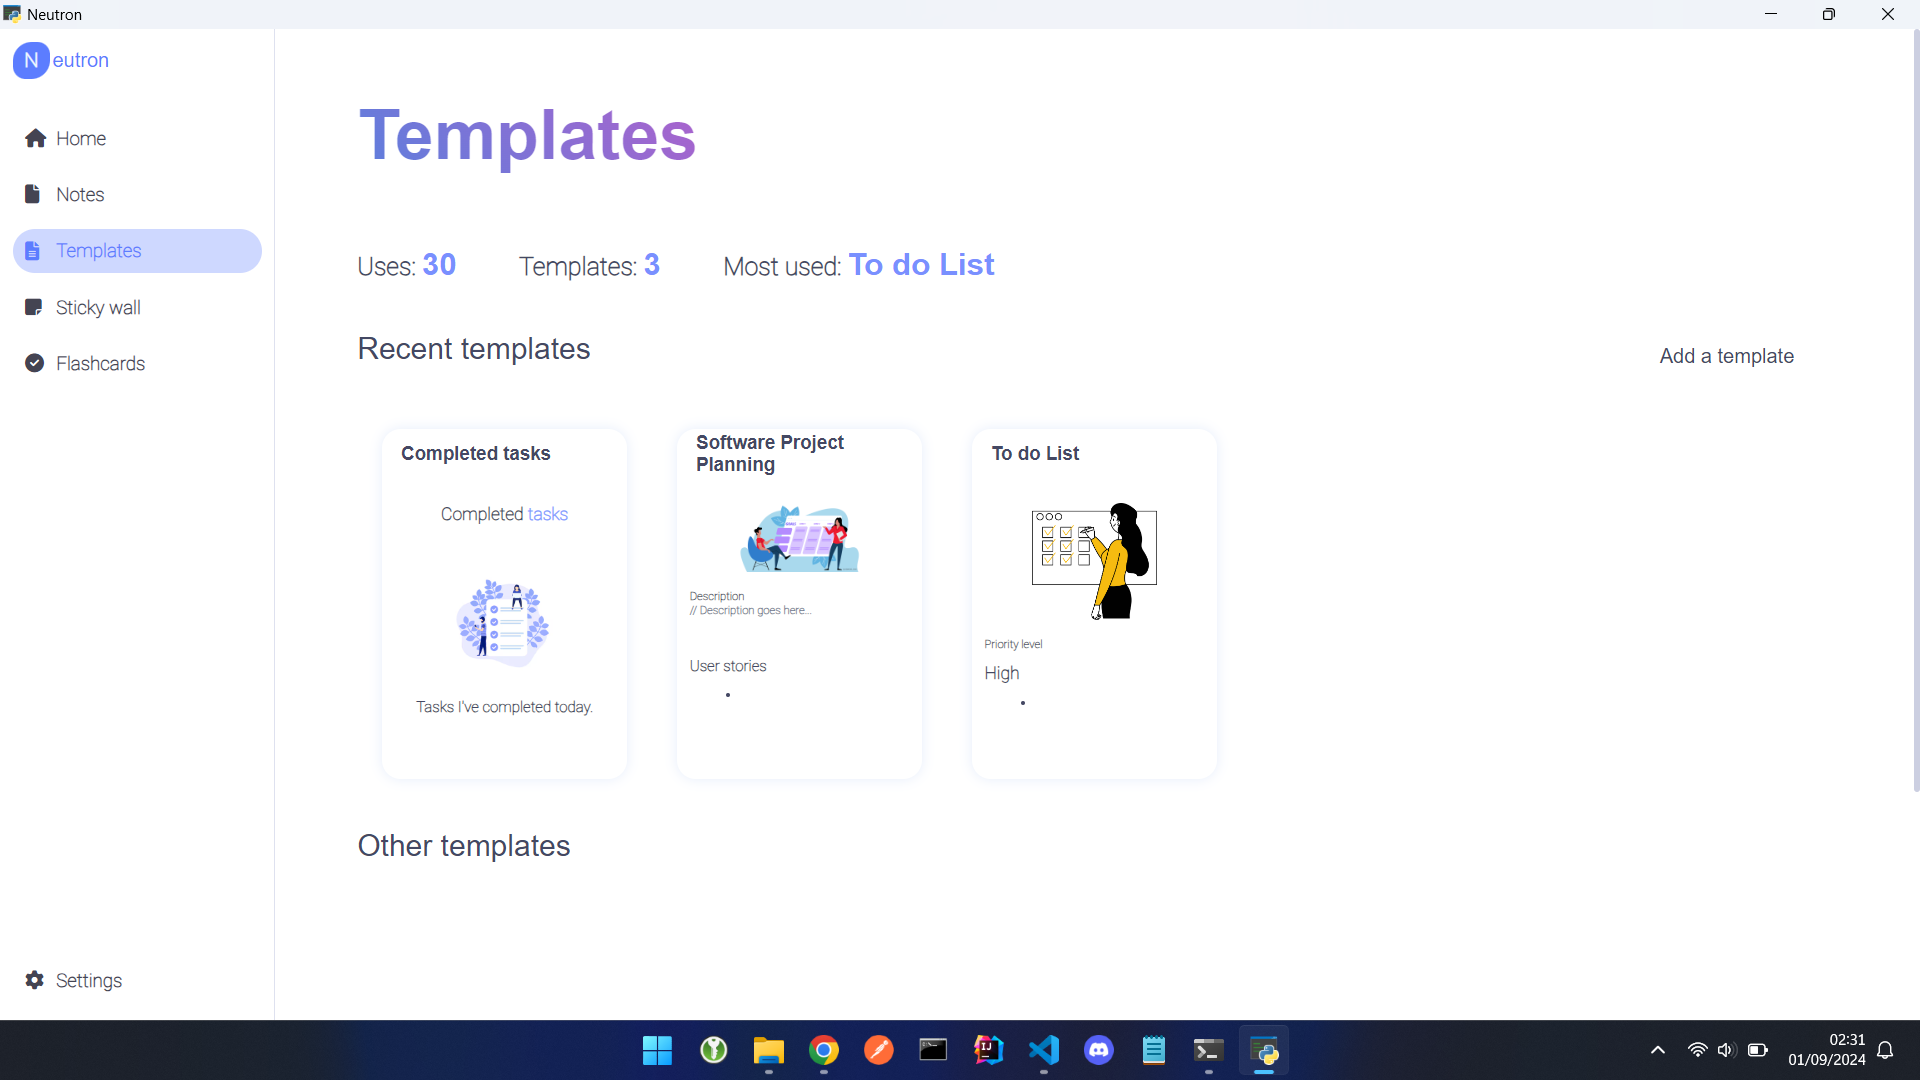 Neutron
N eutron
Home
Notes
Templates
Sticky wall
Flashcards
Settings
Templates
Uses: 30 Templates: 3 Most used: To do List
Recent templates
Add a template
Completed tasks
Completed tasks
Tasks I've completed today.
Software Project
Planning
Description
// Description goes here...
User stories
To do List
Priority level
High
Other templates
02:31
01/09/2024